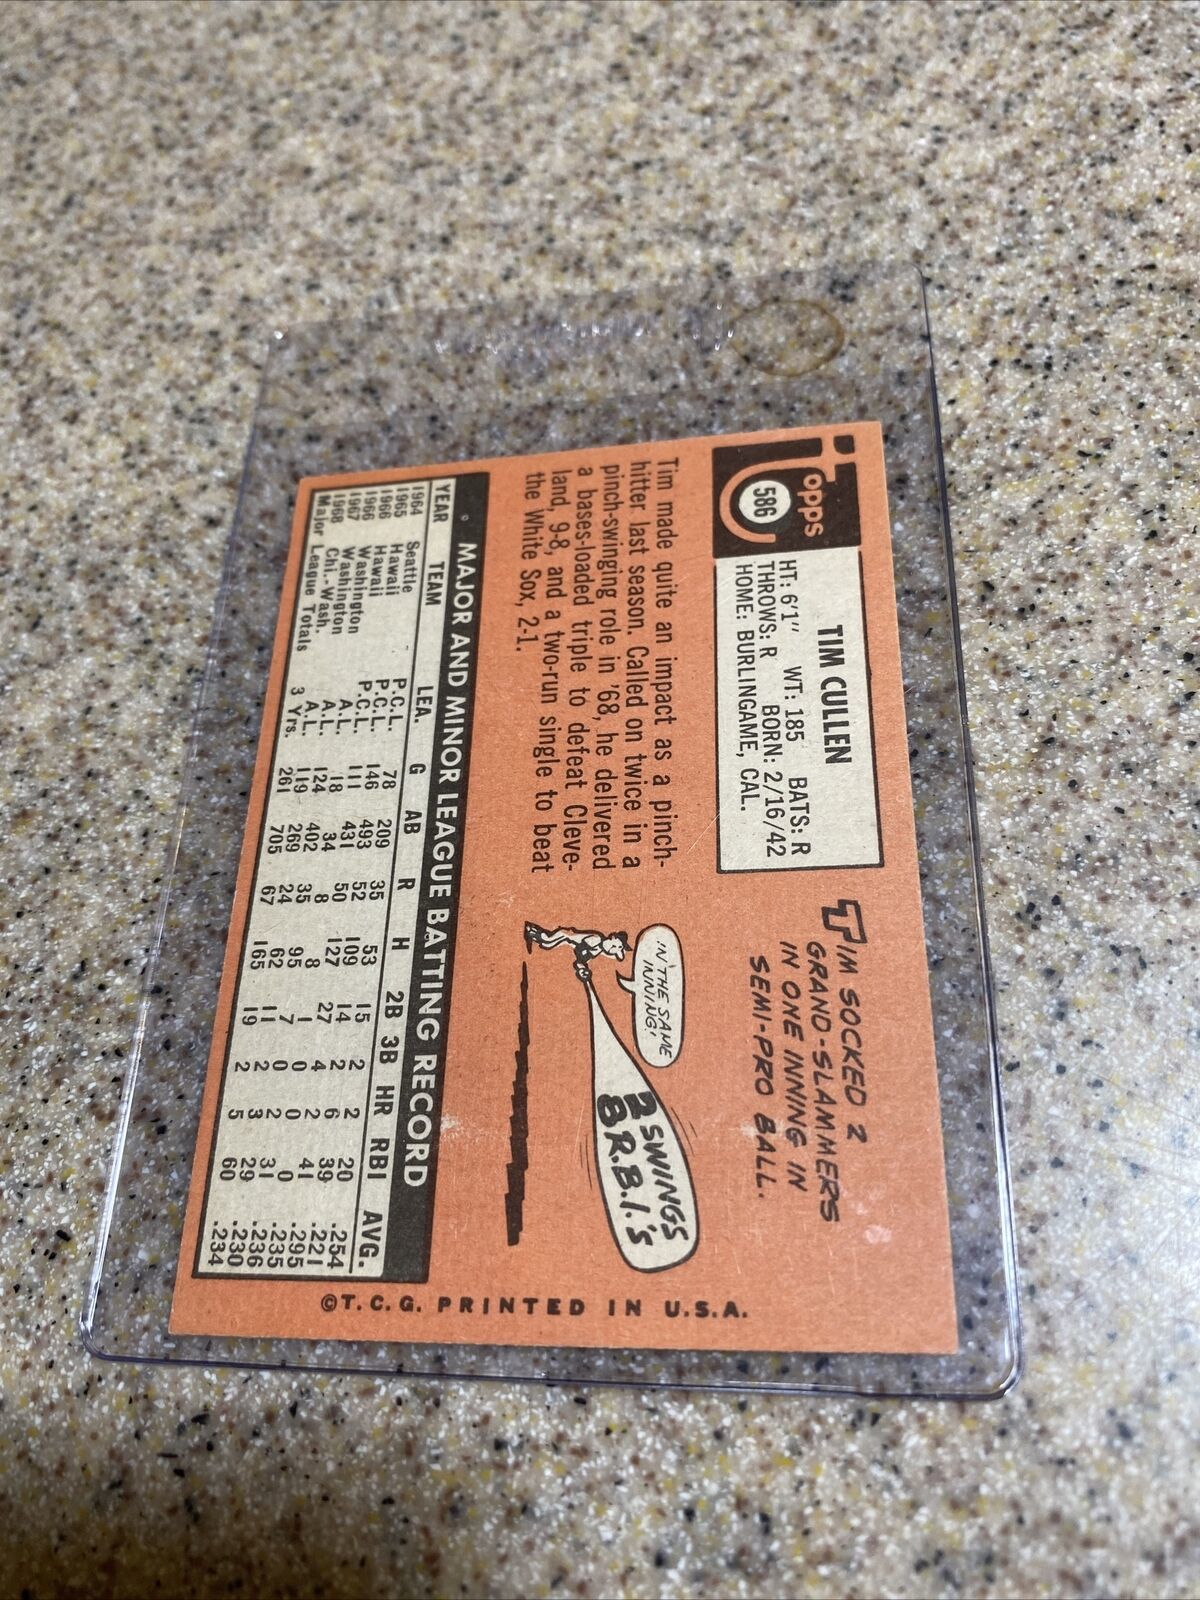 Topps
586
TIM CULLEN
HT: 6'1" WT: 185 BATS: R
THROWS: R BORN: 2/16/42
HOME: BURLINGAME, CAL.
Tim made quite an impact as a pinch-
hitter last season. Called on twice in a
pinch-swinging role in '68, he delivered
a bases-loaded triple to defeat Cleve-
land, 9-8, and a two-run single to beat
the White Sox, 2-1.
TIM SOCKED 2
GRAND-SLAMMERS
IN ONE INNING IN
SEMI-PRO BALL.
IN THE SAME
INNING!
2 SWINGS
8 R.B.I.'s
MAJOR AND MINOR LEAGUE BATTING RECORD
YEAR TEAM LEA. G AB R H 2B 3B HR RBI AVG.
1964 Seattle P.C.L. 78 209 35 53 15 2 2 20 .254
1965 Hawaii P.C.L. 146 493 52 109 14 2 6 39 .221
1966 Hawaii P.C.L. 111 431 50 127 27 4 2 41 .295
1966 Washington A.L. 18 34 8 8 1 0 0 0 .235
1967 Washington A.L. 124 402 35 95 7 0 2 31 .236
1968 Chi.-Wash. A.L. 119 269 24 62 11 2 3 29 .230
Major League Totals 3 Yrs. 261 705 67 165 19 2 5 60 .234
©T.C.G. PRINTED IN U.S.A.